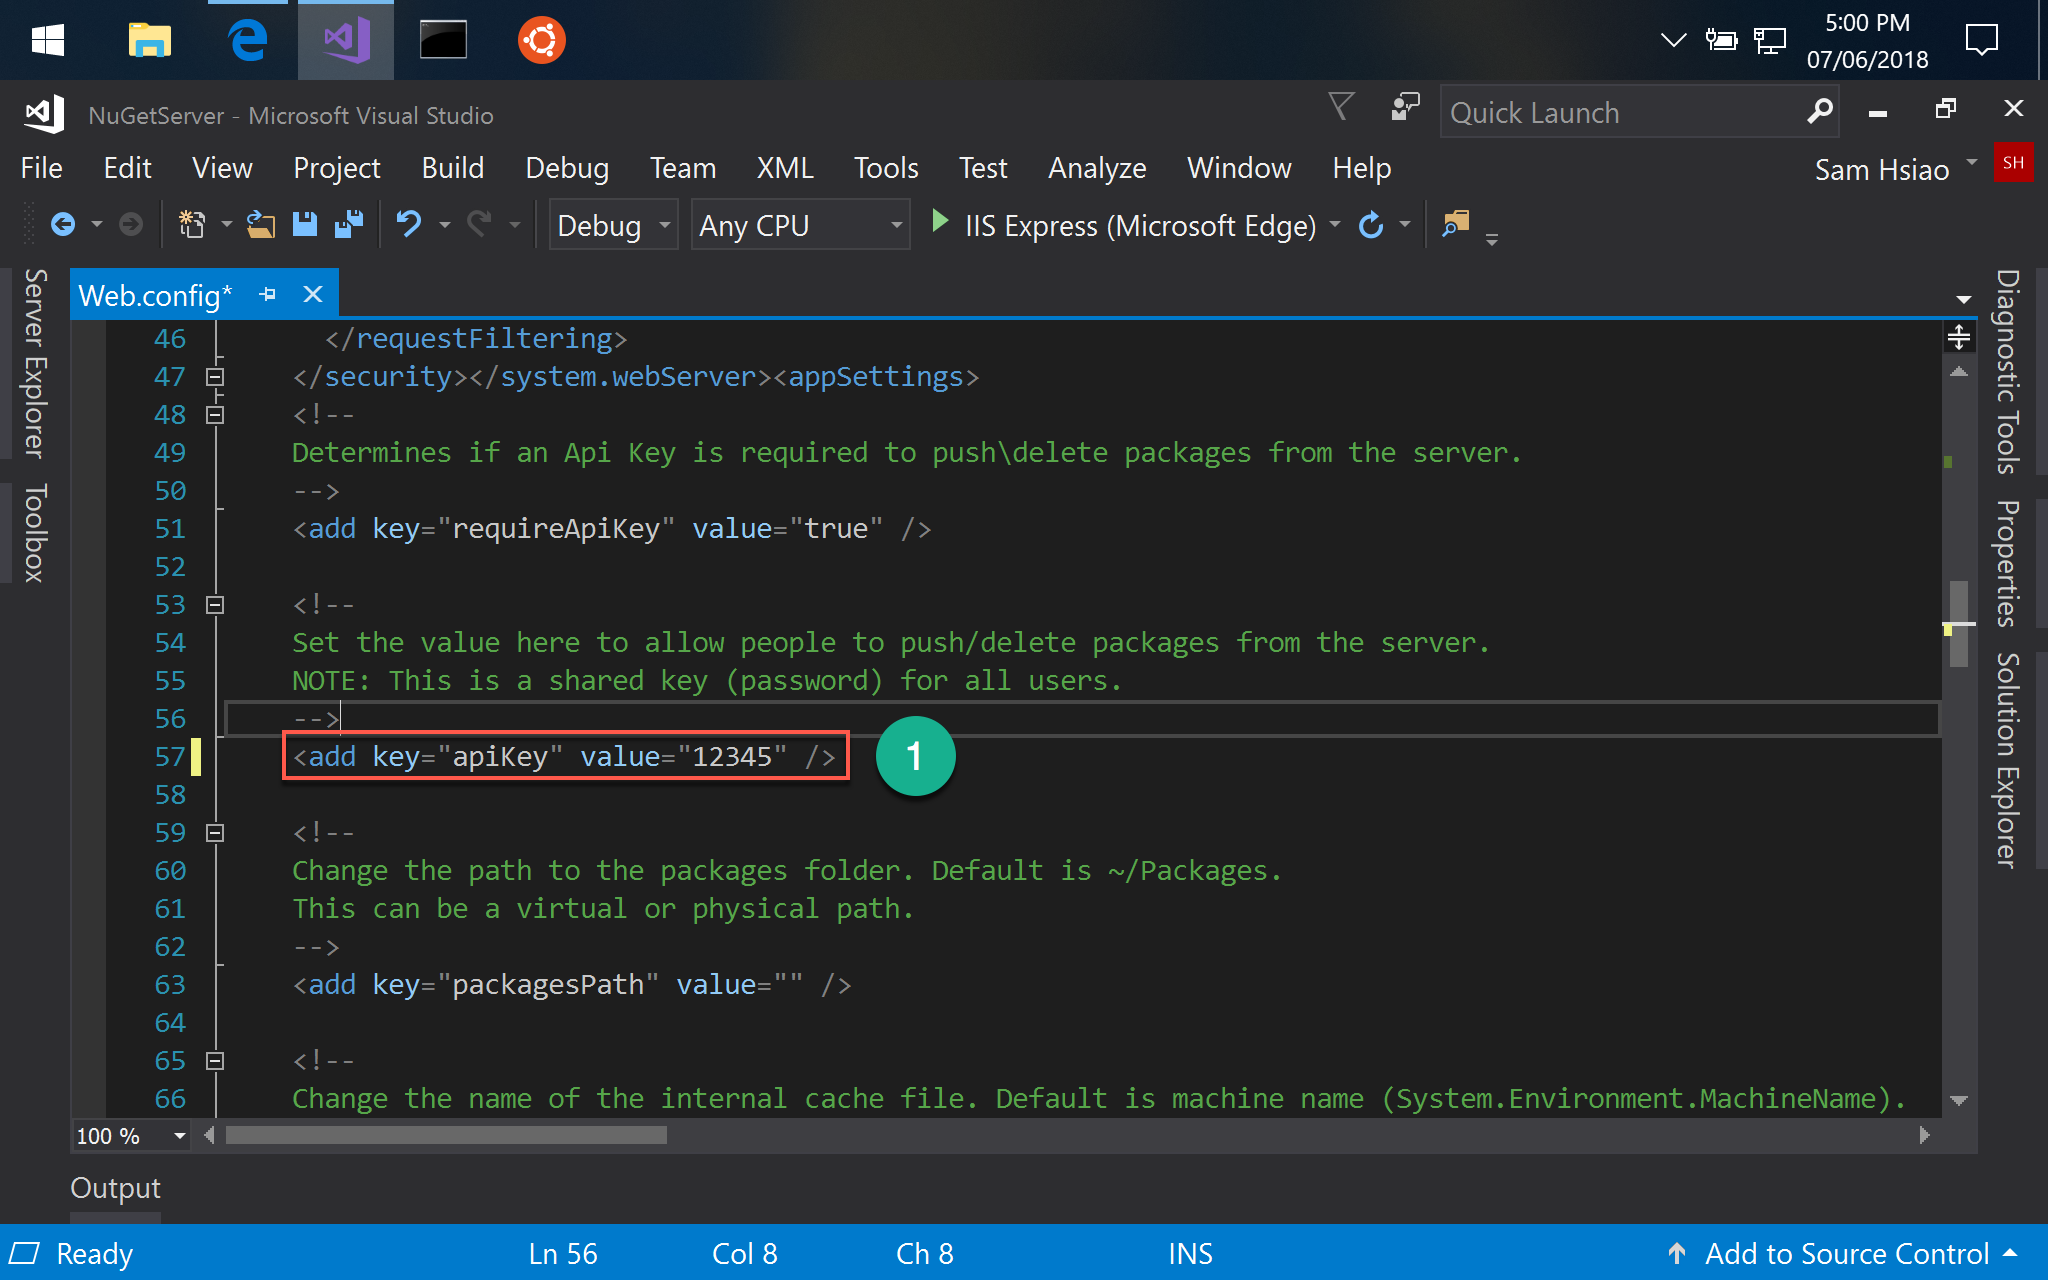 5:00 PM
07/06/2018
NuGetServer - Microsoft Visual Studio
Quick Launch
File Edit View Project Build Debug Team XML Tools Test Analyze Window Help
Sam Hsiao SH
Debug Any CPU IIS Express (Microsoft Edge)
Server Explorer
Toolbox
Web.config*
46 </requestFiltering>
47 </security></system.webServer><appSettings>
48 <!--
49 Determines if an Api Key is required to push\delete packages from the server.
50 -->
51 <add key="requireApiKey" value="true" />
52
53 <!--
54 Set the value here to allow people to push/delete packages from the server.
55 NOTE: This is a shared key (password) for all users.
56 -->
57 <add key="apiKey" value="12345" />
1
58
59 <!--
60 Change the path to the packages folder. Default is ~/Packages.
61 This can be a virtual or physical path.
62 -->
63 <add key="packagesPath" value="" />
64
65 <!--
66 Change the name of the internal cache file. Default is machine name (System.Environment.MachineName).
Diagnostic Tools
Properties
Solution Explorer
100 %
Output
Ready Ln 56 Col 8 Ch 8 INS Add to Source Control